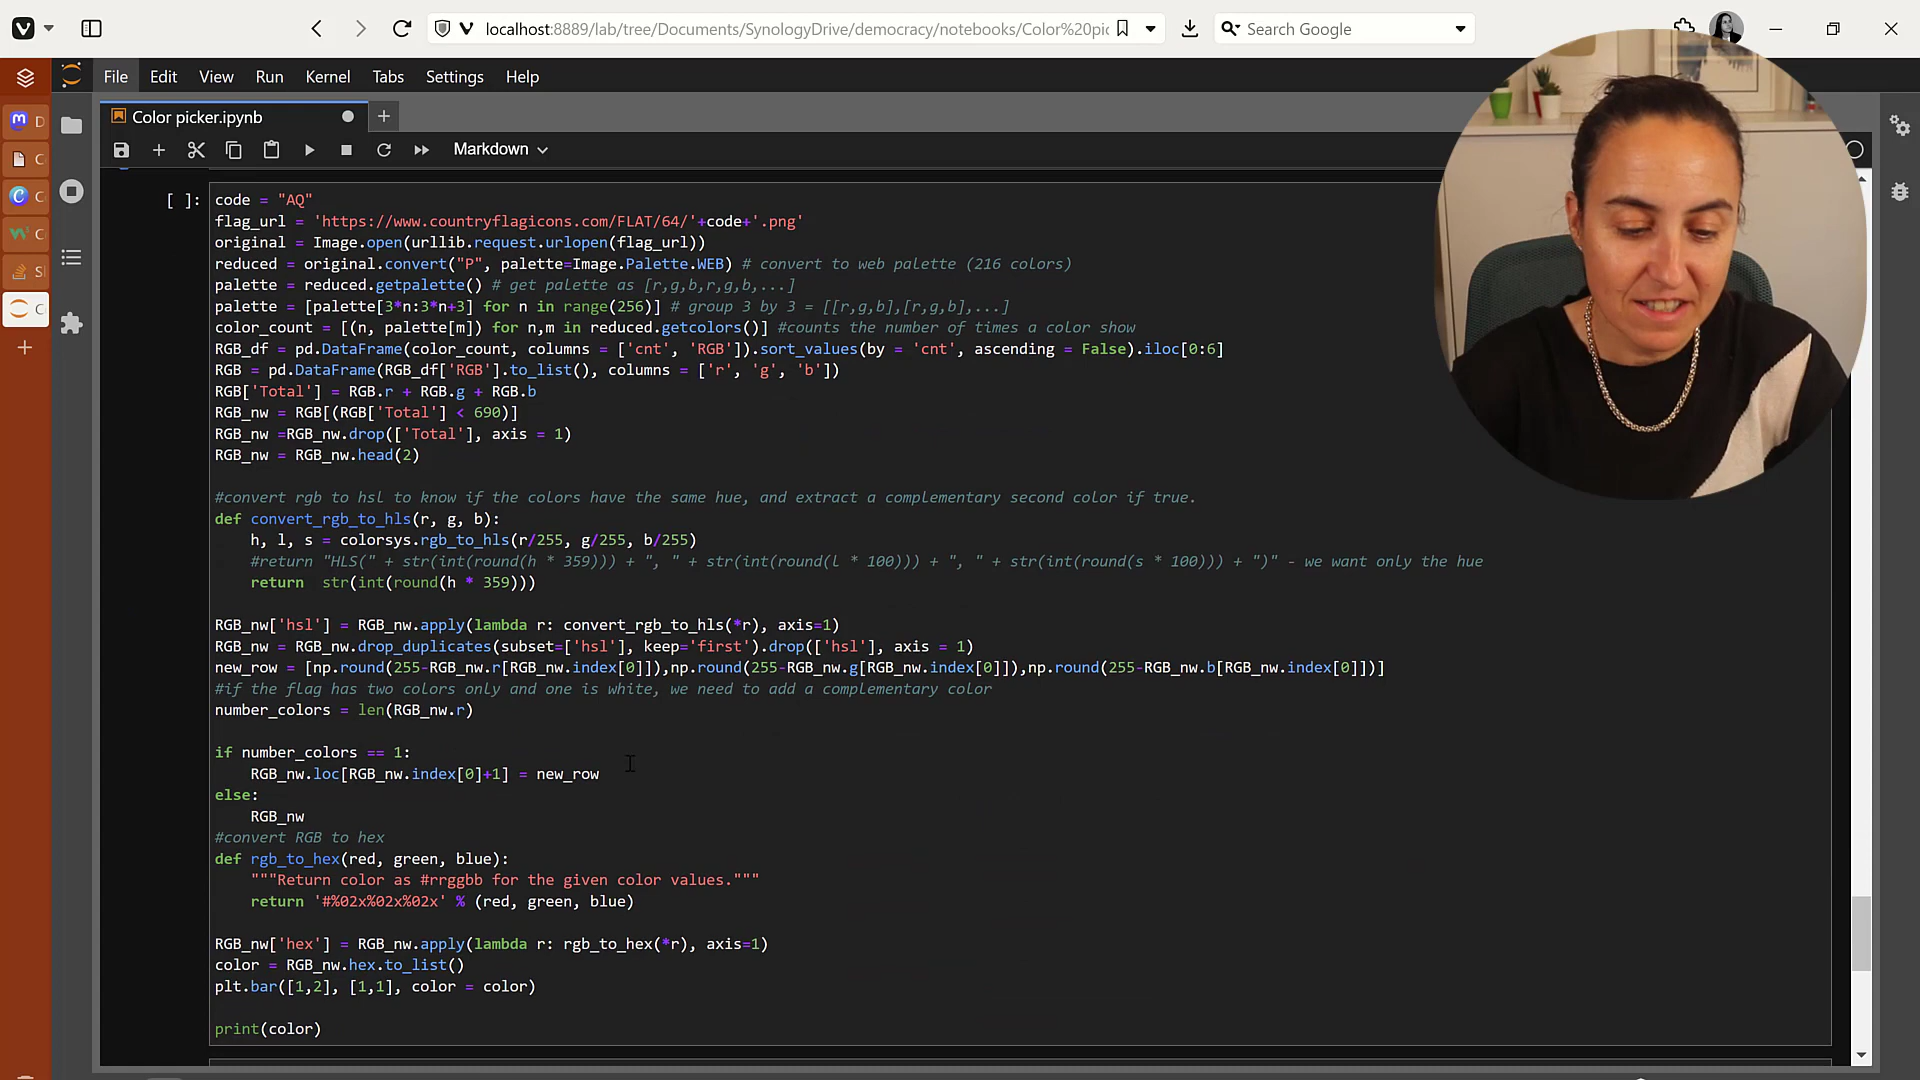 localhost:8889/lab/tree/Documents/SynologyDrive/democracy/notebooks/Color%20pic
Search Google
File Edit View Run Kernel Tabs Settings Help
D
C
C
C
S
C
Color picker.ipynb
Markdown
[ ]:
code = "AQ"
flag_url = 'https://www.countryflagicons.com/FLAT/64/'+code+'.png'
original = Image.open(urllib.request.urlopen(flag_url))
reduced = original.convert("P", palette=Image.Palette.WEB) # convert to web palette (216 colors)
palette = reduced.getpalette() # get palette as [r,g,b,r,g,b,...]
palette = [palette[3*n:3*n+3] for n in range(256)] # group 3 by 3 = [[r,g,b],[r,g,b],...]
color_count = [(n, palette[m]) for n,m in reduced.getcolors()] #counts the number of times a color show
RGB_df = pd.DataFrame(color_count, columns = ['cnt', 'RGB']).sort_values(by = 'cnt', ascending = False).iloc[0:6]
RGB = pd.DataFrame(RGB_df['RGB'].to_list(), columns = ['r', 'g', 'b'])
RGB['Total'] = RGB.r + RGB.g + RGB.b
RGB_nw = RGB[(RGB['Total'] < 690)]
RGB_nw =RGB_nw.drop(['Total'], axis = 1)
RGB_nw = RGB_nw.head(2)
#convert rgb to hsl to know if the colors have the same hue, and extract a complementary second color if true.
def convert_rgb_to_hls(r, g, b):
h, l, s = colorsys.rgb_to_hls(r/255, g/255, b/255)
#return "HLS(" + str(int(round(h * 359))) + ", " + str(int(round(l * 100))) + ", " + str(int(round(s * 100))) + ")" - we want only the hue
return  str(int(round(h * 359)))
RGB_nw['hsl'] = RGB_nw.apply(lambda r: convert_rgb_to_hls(*r), axis=1)
RGB_nw = RGB_nw.drop_duplicates(subset=['hsl'], keep='first').drop(['hsl'], axis = 1)
new_row = [np.round(255-RGB_nw.r[RGB_nw.index[0]]),np.round(255-RGB_nw.g[RGB_nw.index[0]]),np.round(255-RGB_nw.b[RGB_nw.index[0]])]
#if the flag has two colors only and one is white, we need to add a complementary color
number_colors = len(RGB_nw.r)
if number_colors == 1:
RGB_nw.loc[RGB_nw.index[0]+1] = new_row
else:
RGB_nw
#convert RGB to hex
def rgb_to_hex(red, green, blue):
"""Return color as #rrggbb for the given color values."""
return '#%02x%02x%02x' % (red, green, blue)
RGB_nw['hex'] = RGB_nw.apply(lambda r: rgb_to_hex(*r), axis=1)
color = RGB_nw.hex.to_list()
plt.bar([1,2], [1,1], color = color)
print(color)